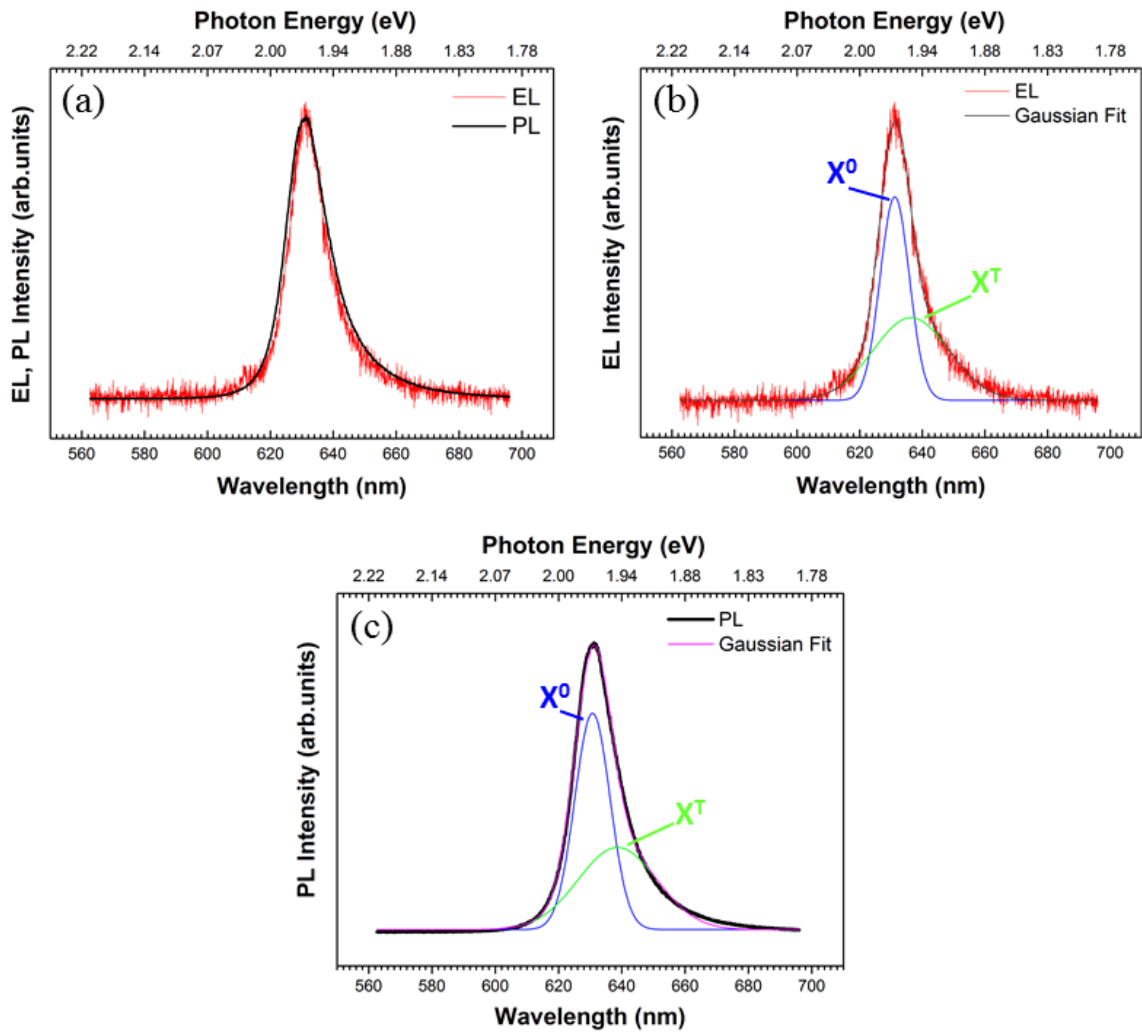 Photon Energy (eV)
2.22 2.14 2.07 2.00 1.94 1.88 1.83 1.78
(a)
EL
PL
EL, PL Intensity (arb.units)
560 580 600 620 640 660 680 700
Wavelength (nm)
Photon Energy (eV)
2.22 2.14 2.07 2.00 1.94 1.88 1.83 1.78
(b)
EL
Gaussian Fit
X⁰
Xᵀ
EL Intensity (arb.units)
560 580 600 620 640 660 680 700
Wavelength (nm)
Photon Energy (eV)
2.22 2.14 2.07 2.00 1.94 1.88 1.83 1.78
(c)
PL
Gaussian Fit
X⁰
Xᵀ
PL Intensity (arb.units)
560 580 600 620 640 660 680 700
Wavelength (nm)